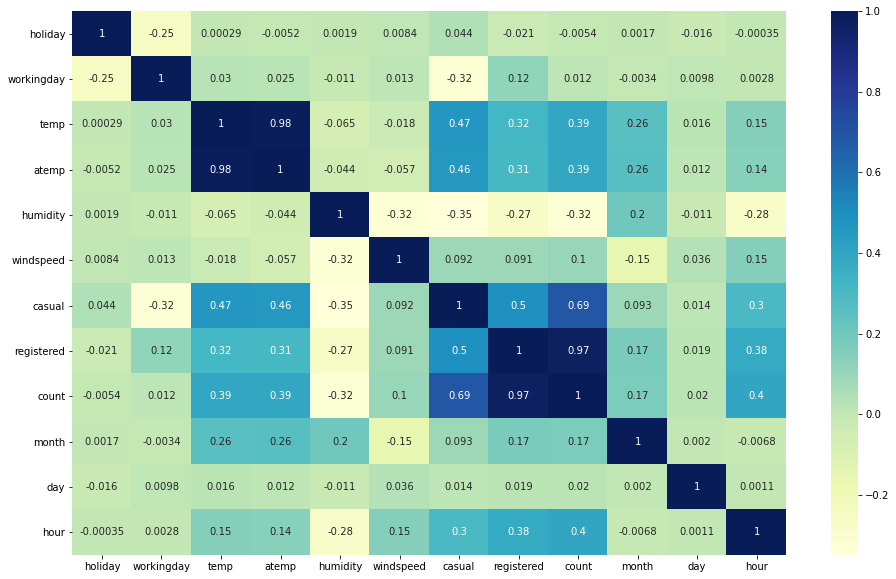 holiday 1 -0.25 0.00029 -0.0052 0.0019 0.0084 0.044 -0.021 -0.0054 0.0017 -0.016 -0.00035
workingday -0.25 1 0.03 0.025 -0.011 0.013 -0.32 0.12 0.012 -0.0034 0.0098 0.0028
temp 0.00029 0.03 1 0.98 -0.065 -0.018 0.47 0.32 0.39 0.26 0.016 0.15
atemp -0.0052 0.025 0.98 1 -0.044 -0.057 0.46 0.31 0.39 0.26 0.012 0.14
humidity 0.0019 -0.011 -0.065 -0.044 1 -0.32 -0.35 -0.27 -0.32 0.2 -0.011 -0.28
windspeed 0.0084 0.013 -0.018 -0.057 -0.32 1 0.092 0.091 0.1 -0.15 0.036 0.15
casual 0.044 -0.32 0.47 0.46 -0.35 0.092 1 0.5 0.69 0.093 0.014 0.3
registered -0.021 0.12 0.32 0.31 -0.27 0.091 0.5 1 0.97 0.17 0.019 0.38
count -0.0054 0.012 0.39 0.39 -0.32 0.1 0.69 0.97 1 0.17 0.02 0.4
month 0.0017 -0.0034 0.26 0.26 0.2 -0.15 0.093 0.17 0.17 1 0.002 -0.0068
day -0.016 0.0098 0.016 0.012 -0.011 0.036 0.014 0.019 0.02 0.002 1 0.0011
hour -0.00035 0.0028 0.15 0.14 -0.28 0.15 0.3 0.38 0.4 -0.0068 0.0011 1
holiday workingday temp atemp humidity windspeed casual registered count month day hour
1.0
0.8
0.6
0.4
0.2
0.0
−0.2